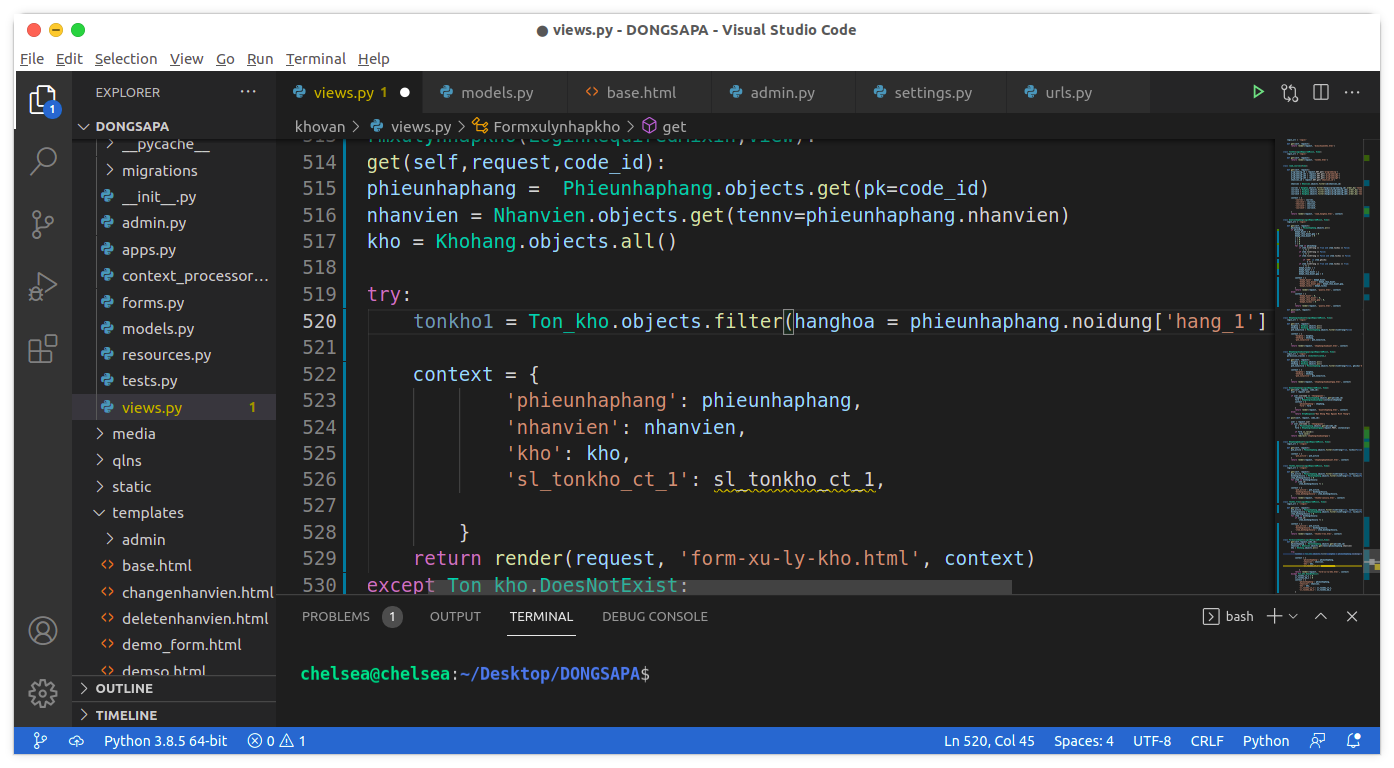 ● views.py - DONGSAPA - Visual Studio Code
File Edit Selection View Go Run Terminal Help
1
EXPLORER ···
views.py 1 ●
models.py
base.html
admin.py
settings.py
urls.py
khovan > views.py > Formxulynhapkho > get
DONGSAPA
__pycache__
migrations
__init__.py
admin.py
apps.py
context_processor...
forms.py
models.py
resources.py
tests.py
views.py 1
media
qlns
static
templates
admin
base.html
changenhanvien.html
deletenhanvien.html
demo_form.html
demso.html
OUTLINE
TIMELINE
513 rmxulynhapkho(LoginRequiredMixin,View):
514 get(self,request,code_id):
515 phieunhaphang =  Phieunhaphang.objects.get(pk=code_id)
516 nhanvien = Nhanvien.objects.get(tennv=phieunhaphang.nhanvien)
517 kho = Khohang.objects.all()
518
519 try:
520 tonkho1 = Ton_kho.objects.filter(hanghoa = phieunhaphang.noidung['hang_1']
521
522 context = {
523 'phieunhaphang': phieunhaphang,
524 'nhanvien': nhanvien,
525 'kho': kho,
526 'sl_tonkho_ct_1': sl_tonkho_ct_1,
527
528 }
529 return render(request, 'form-xu-ly-kho.html', context)
530 except Ton_kho.DoesNotExist:
PROBLEMS 1 OUTPUT TERMINAL DEBUG CONSOLE
bash
chelsea@chelsea:~/Desktop/DONGSAPA$
Python 3.8.5 64-bit 0 1 Ln 520, Col 45 Spaces: 4 UTF-8 CRLF Python